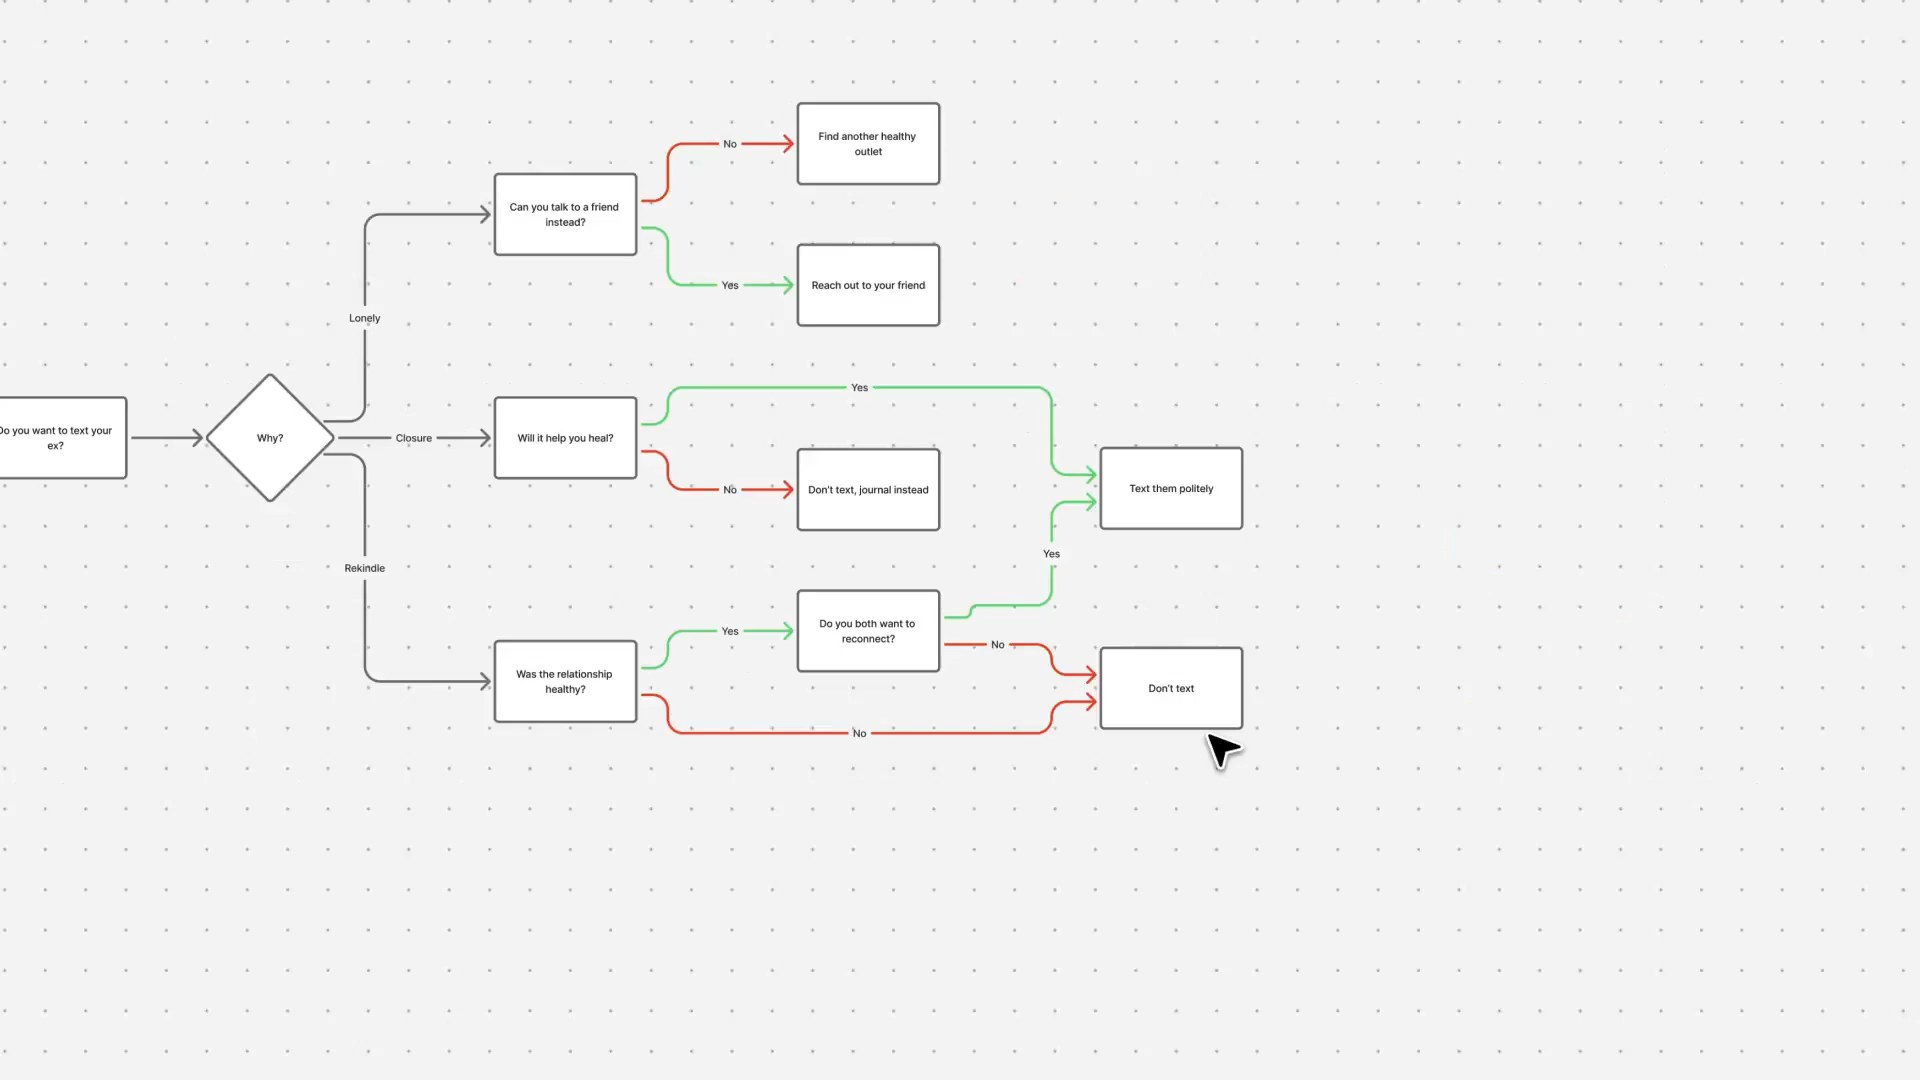 No
Find another healthy
outlet
Can you talk to a friend
instead?
Yes
Reach out to your friend
Lonely
Yes
Do you want to text your
ex?
Why?
Closure
Will it help you heal?
No
Don't text, journal instead
Text them politely
Yes
Rekindle
Do you both want to
reconnect?
Yes
No
Was the relationship
healthy?
Don't text
No